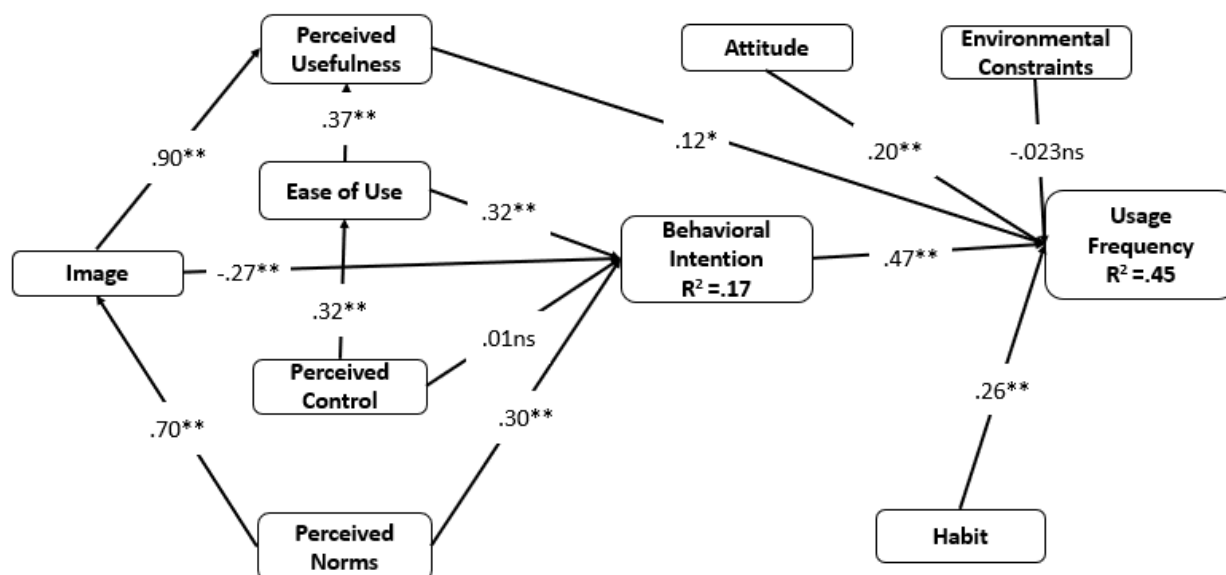 Perceived
Usefulness
Attitude
Environmental
Constraints
.37**
.12*
.90**
.20**
-.023ns
Ease of Use
.32**
Behavioral
Intention
R² =.17
Usage
Frequency
R² =.45
Image
-.27**
.47**
.32**
.01ns
Perceived
Control
.26**
.70**
.30**
Perceived
Norms
Habit